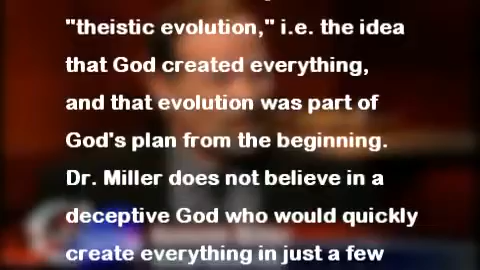 "theistic evolution," i.e. the idea
that God created everything,
and that evolution was part of
God's plan from the beginning.
Dr. Miller does not believe in a
deceptive God who would quickly
create everything in just a few